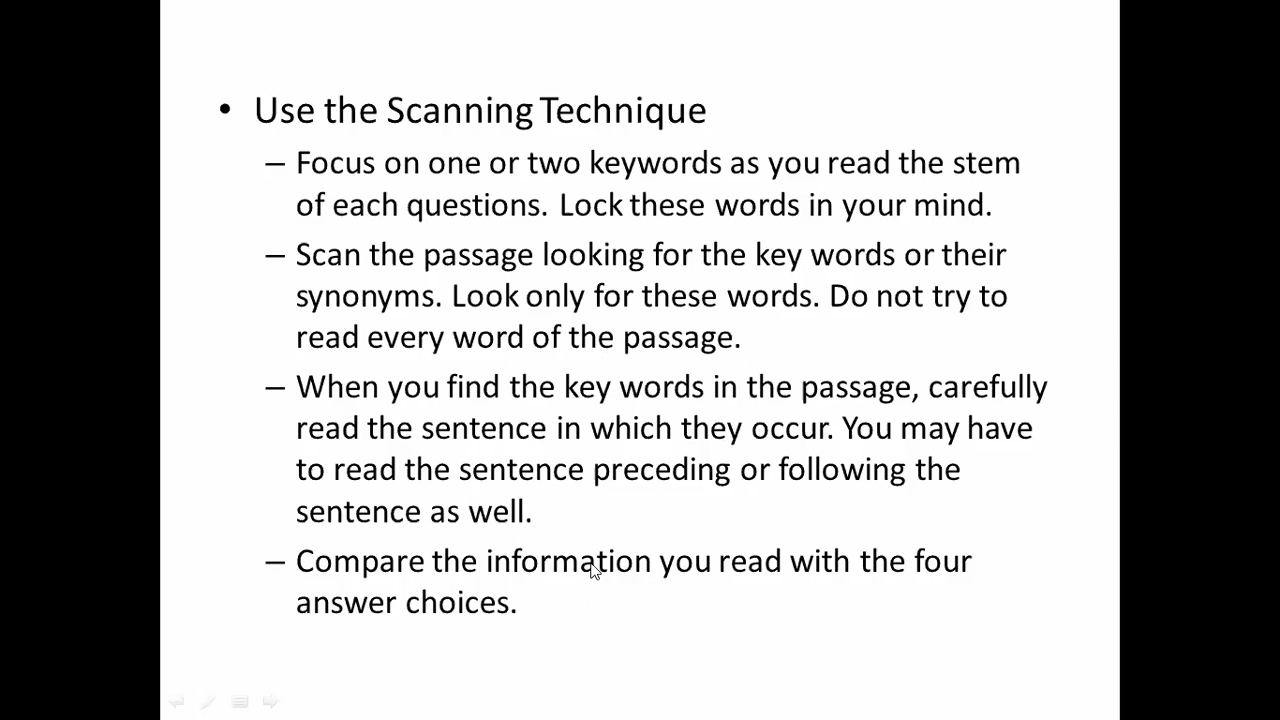 • Use the Scanning Technique
– Focus on one or two keywords as you read the stem
of each questions. Lock these words in your mind.
– Scan the passage looking for the key words or their
synonyms. Look only for these words. Do not try to
read every word of the passage.
– When you find the key words in the passage, carefully
read the sentence in which they occur. You may have
to read the sentence preceding or following the
sentence as well.
– Compare the information you read with the four
answer choices.